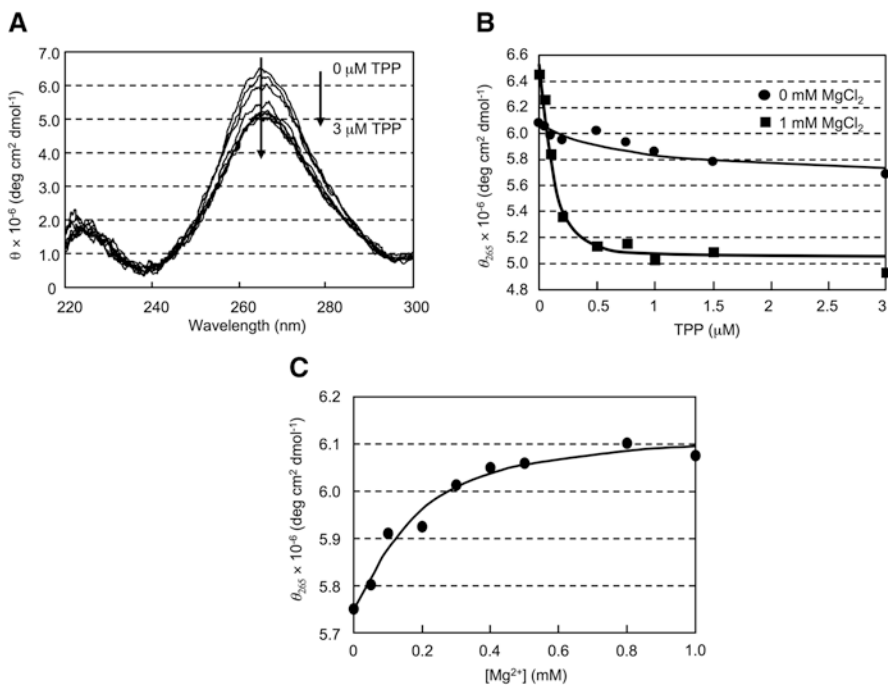 A
θ × 10⁻⁶ (deg cm² dmol⁻¹)
7.0
6.0
5.0
4.0
3.0
2.0
1.0
0
0 μM TPP
3 μM TPP
220 240 260 280 300
Wavelength (nm)
B
θ₂₆₅ × 10⁻⁶ (deg cm² dmol⁻¹)
6.6
6.4
6.2
6.0
5.8
5.6
5.4
5.2
5.0
4.8
0 mM MgCl₂
1 mM MgCl₂
0 0.5 1 1.5 2 2.5 3
TPP (μM)
C
θ₂₆₅ × 10⁻⁶ (deg cm² dmol⁻¹)
6.2
6.1
6.0
5.9
5.8
5.7
0 0.2 0.4 0.6 0.8 1.0
[Mg²⁺] (mM)